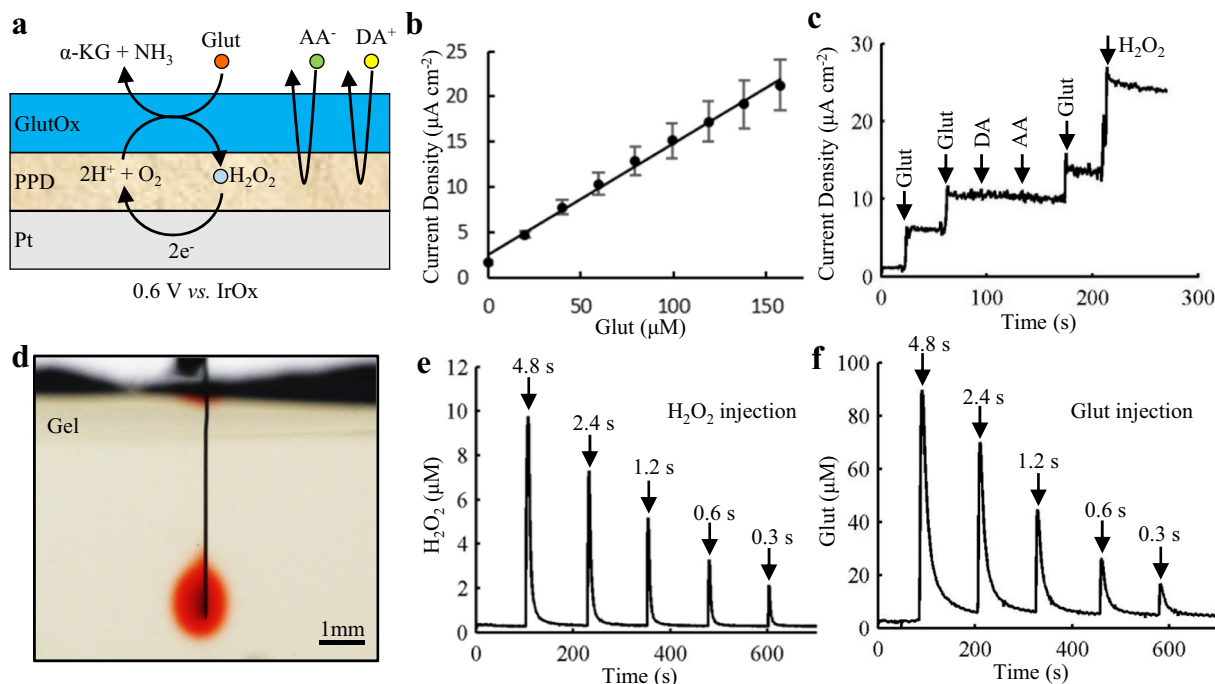 a
α-KG + NH₃
Glut
AA⁻
DA⁺
GlutOx
PPD
2H⁺ + O₂
H₂O₂
Pt
2e⁻
0.6 V vs. IrOx
b
Current Density (μA cm⁻²)
25
20
15
10
5
0
0
50
100
150
Glut (μM)
c
Current Density (μA cm⁻²)
30
20
10
0
0
100
200
300
Time (s)
Glut
Glut
DA
AA
Glut
H₂O₂
d
Gel
1mm
e
H₂O₂ (μM)
12
10
8
6
4
2
0
0
200
400
600
Time (s)
4.8 s
2.4 s
1.2 s
0.6 s
0.3 s
H₂O₂ injection
f
Glut (μM)
100
80
60
40
20
0
0
200
400
600
Time (s)
4.8 s
2.4 s
1.2 s
0.6 s
0.3 s
Glut injection